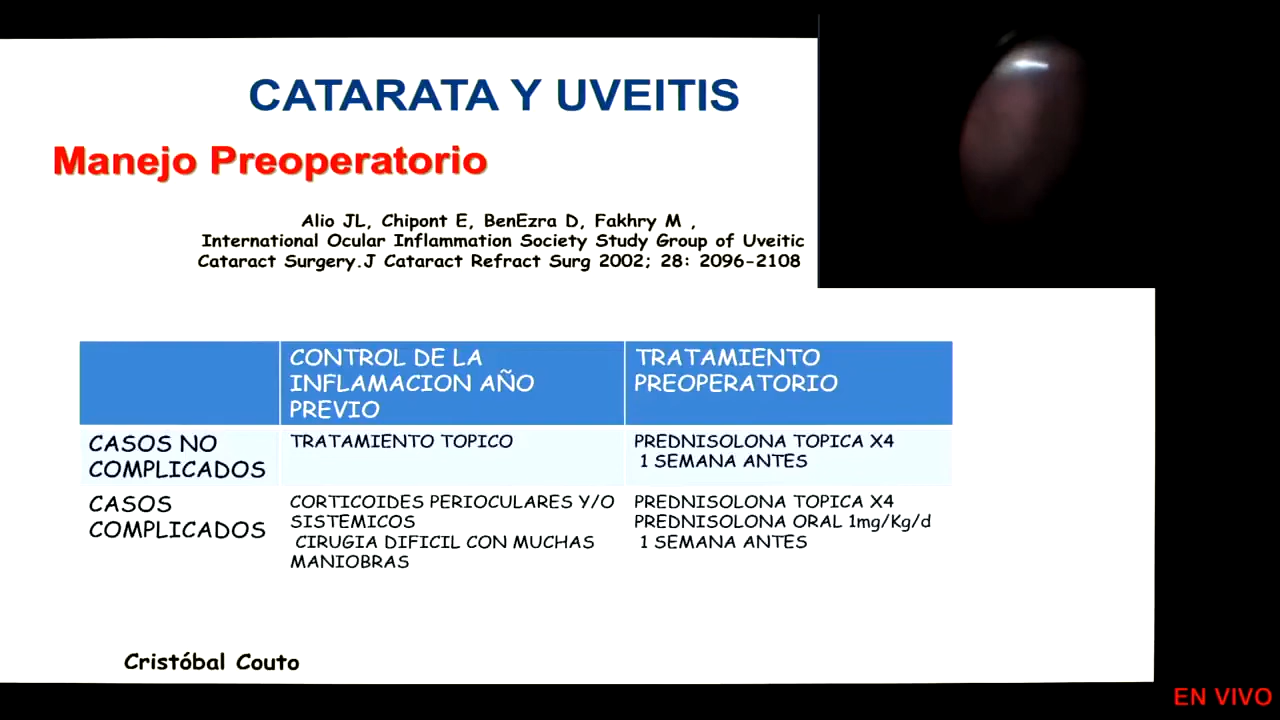 CATARATA Y UVEITIS
Manejo Preoperatorio
Alio JL, Chipont E, BenEzra D, Fakhry M ,
International Ocular Inflammation Society Study Group of Uveitic
Cataract Surgery.J Cataract Refract Surg 2002; 28: 2096-2108
CONTROL DE LA
INFLAMACION AÑO
PREVIO
TRATAMIENTO
PREOPERATORIO
CASOS NO
COMPLICADOS
TRATAMIENTO TOPICO
PREDNISOLONA TOPICA X4
1 SEMANA ANTES
CASOS
COMPLICADOS
CORTICOIDES PERIOCULARES Y/O
SISTEMICOS
CIRUGIA DIFICIL CON MUCHAS
MANIOBRAS
PREDNISOLONA TOPICA X4
PREDNISOLONA ORAL 1mg/Kg/d
1 SEMANA ANTES
Cristóbal Couto
EN VIVO